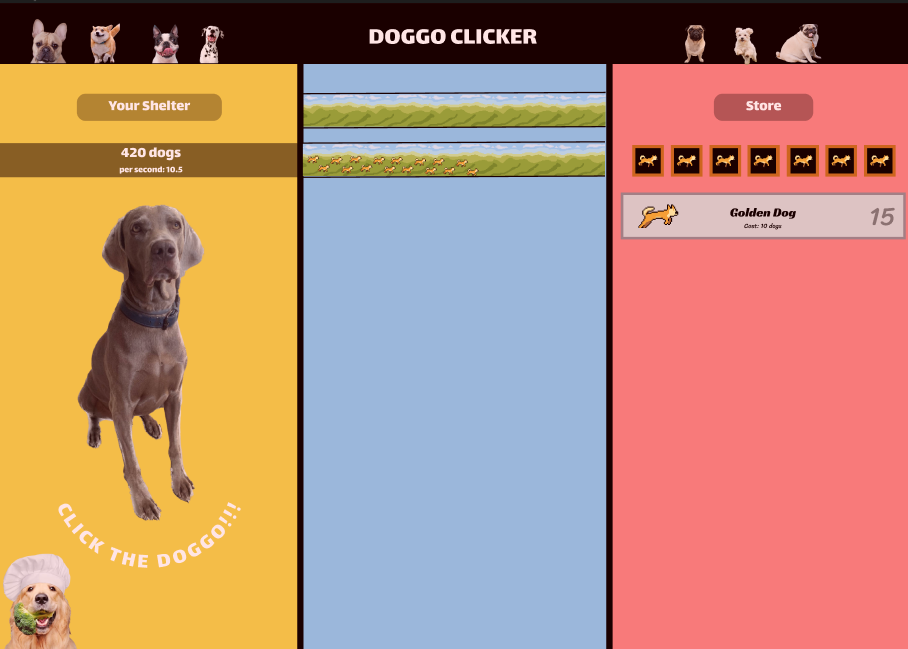 DOGGO CLICKER
Your Shelter
420 dogs
per second: 10.5
CLICK THE DOGGO!!!
Store
Golden Dog
Cost: 10 dogs
15